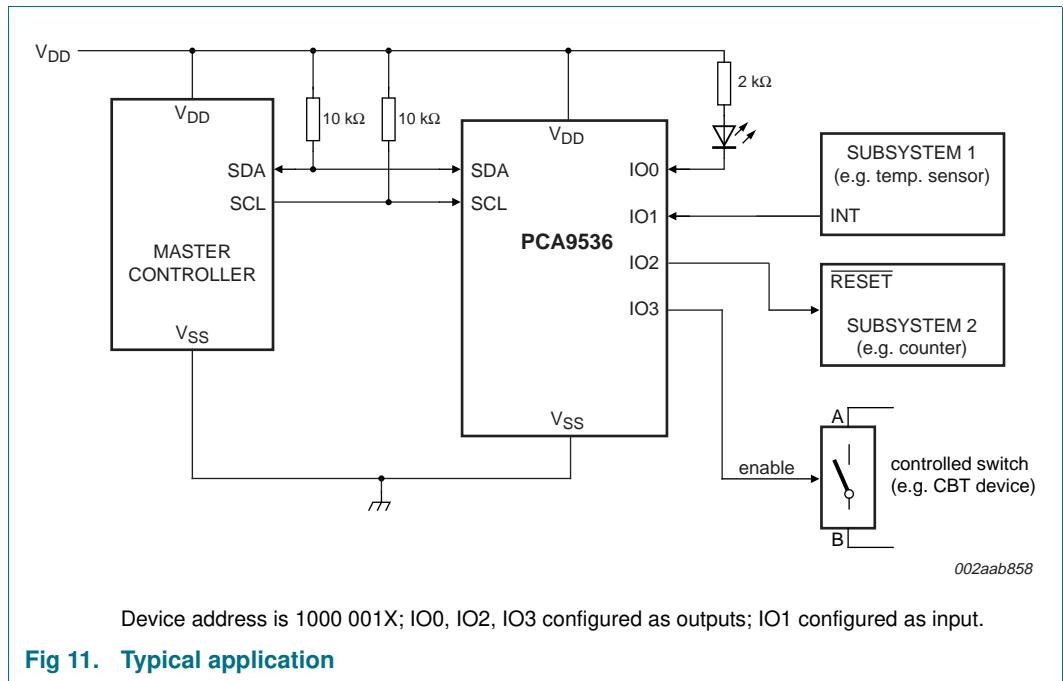 VDD
VDD
10 kΩ
10 kΩ
VDD
2 kΩ
SDA
SCL
SDA
SCL
MASTER
CONTROLLER
VSS
PCA9536
IO0
IO1
IO2
IO3
VSS
SUBSYSTEM 1
(e.g. temp. sensor)
INT
RESET
SUBSYSTEM 2
(e.g. counter)
enable
A
B
controlled switch
(e.g. CBT device)
002aab858
Device address is 1000 001X; IO0, IO2, IO3 configured as outputs; IO1 configured as input.
Fig 11. Typical application